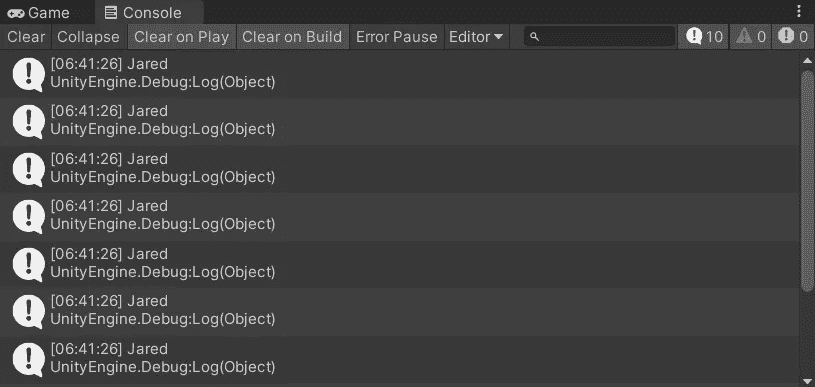 Game Console
Clear Collapse Clear on Play Clear on Build Error Pause Editor 10 0 0
[06:41:26] Jared
UnityEngine.Debug:Log(Object)
[06:41:26] Jared
UnityEngine.Debug:Log(Object)
[06:41:26] Jared
UnityEngine.Debug:Log(Object)
[06:41:26] Jared
UnityEngine.Debug:Log(Object)
[06:41:26] Jared
UnityEngine.Debug:Log(Object)
[06:41:26] Jared
UnityEngine.Debug:Log(Object)
[06:41:26] Jared
UnityEngine.Debug:Log(Object)